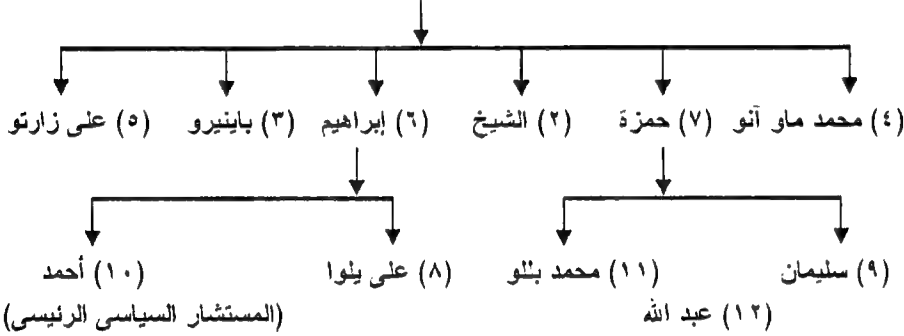 (٤) محمد ماو آنو (٧) حمزة (٢) الشيخ (٦) إبراهيم (٣) باينيرو (٥) على زارتو
(٩) سليمان (١١) محمد بللو (٨) على يلوا (١٠) أحمد
(١٢) عبد الله (المستشار السياسى الرئيسى)